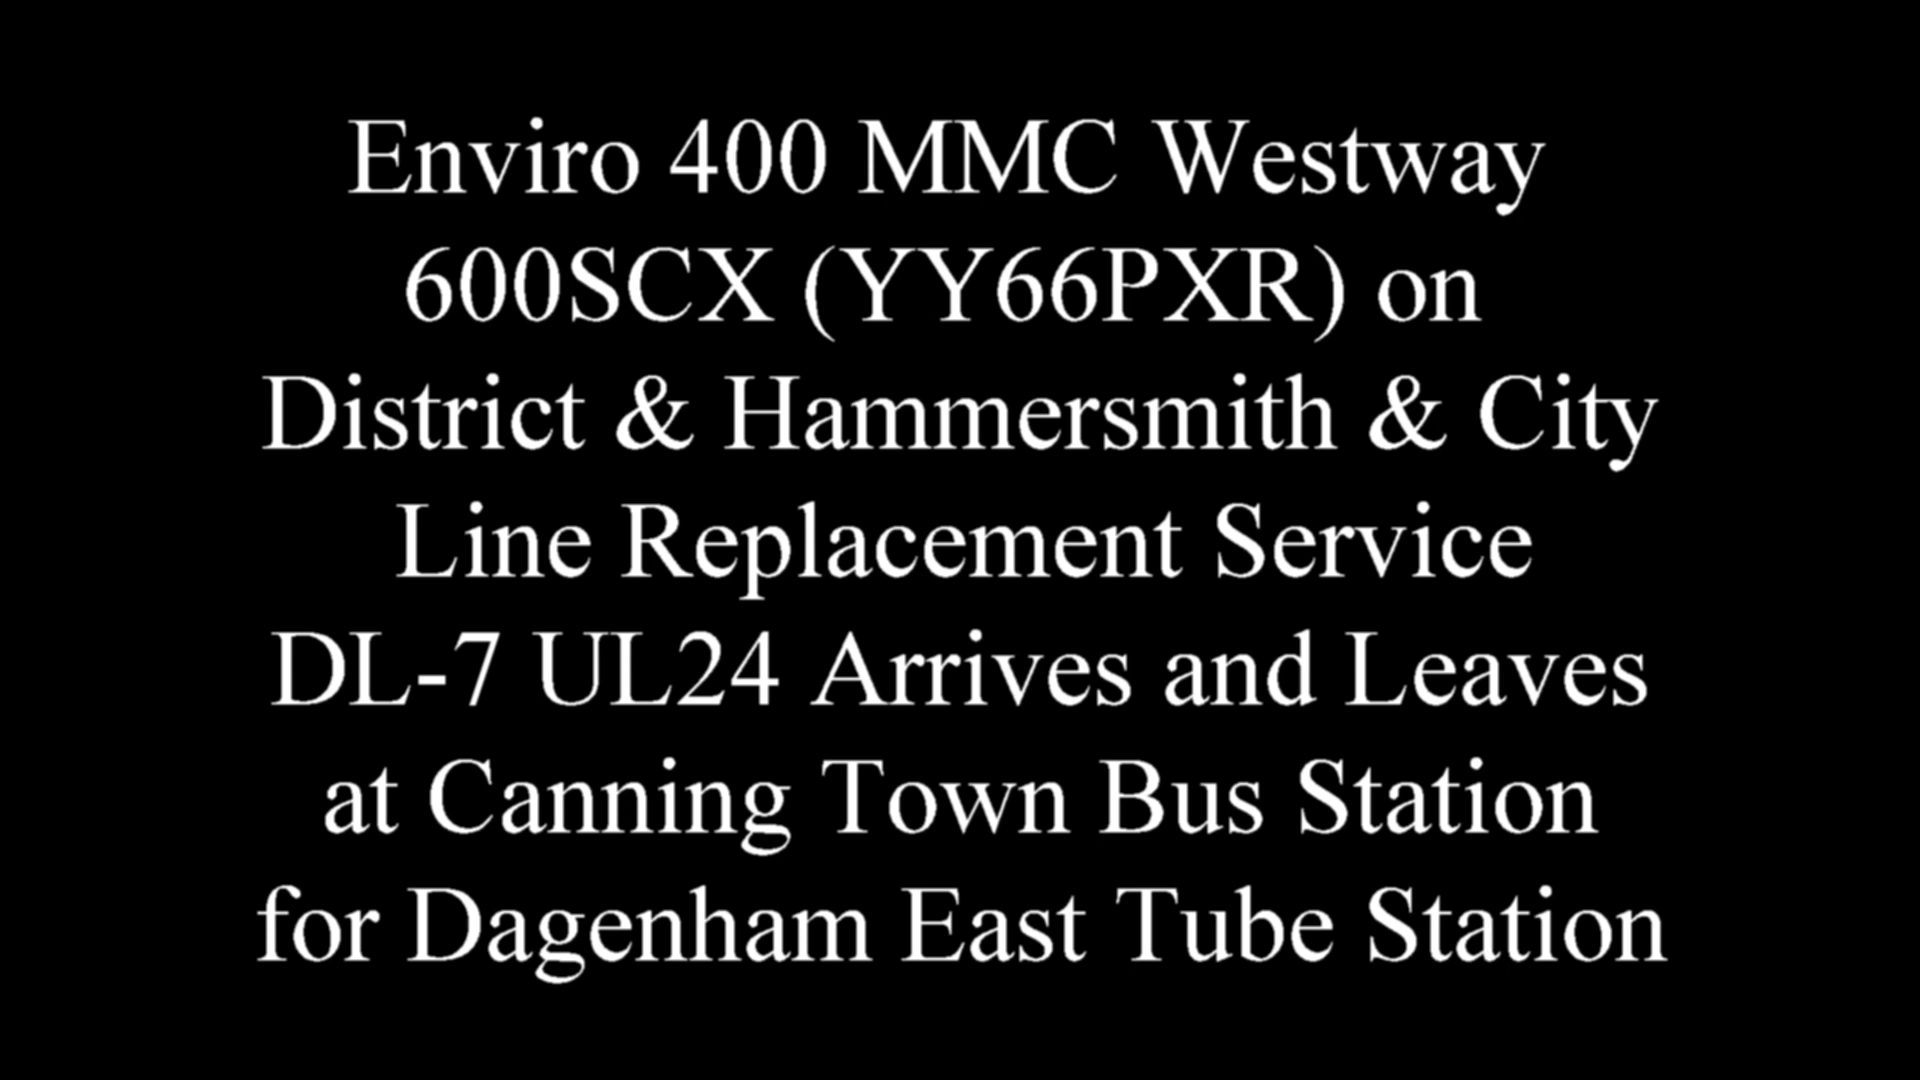 Enviro 400 MMC Westway
600SCX (YY66PXR) on
District & Hammersmith & City
Line Replacement Service
DL-7 UL24 Arrives and Leaves
at Canning Town Bus Station
for Dagenham East Tube Station